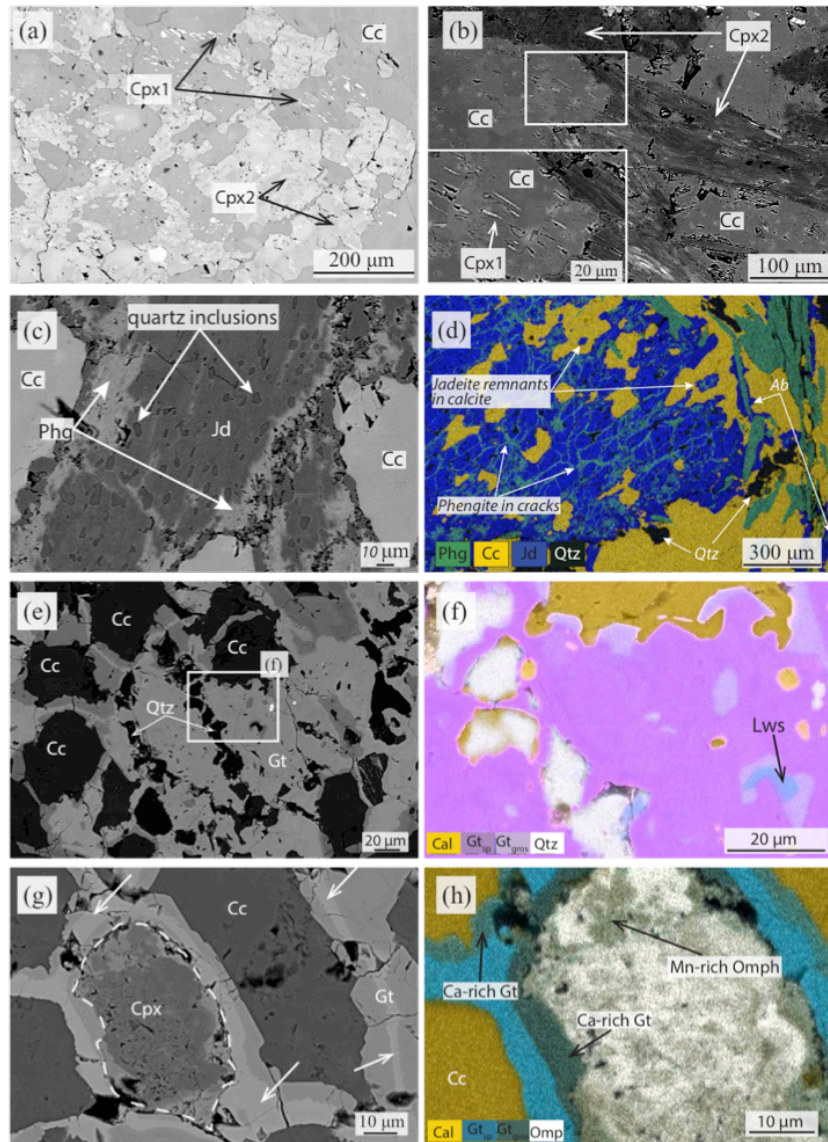 (a)
Cc
Cpx1
Cpx2
200 µm
(b)
Cpx2
Cc
Cc
Cc
Cpx1
20 µm
100 µm
(c)
quartz inclusions
Cc
Phg
Jd
Cc
10 µm
(d)
Jadeite remnants
in calcite
Ab
Phengite in cracks
Qtz
Phg Cc Jd Qtz
300 µm
(e)
Cc
Cc
Cc
(f)
Qtz
Cc
Gt
20 µm
(f)
Lws
Cal Gtsp Gtgros Qtz
20 µm
(g)
Cc
Gt
Cpx
10 µm
(h)
Mn-rich Omph
Ca-rich Gt
Ca-rich Gt
Cc
Cal Gtsp Gtgros Omp
10 µm